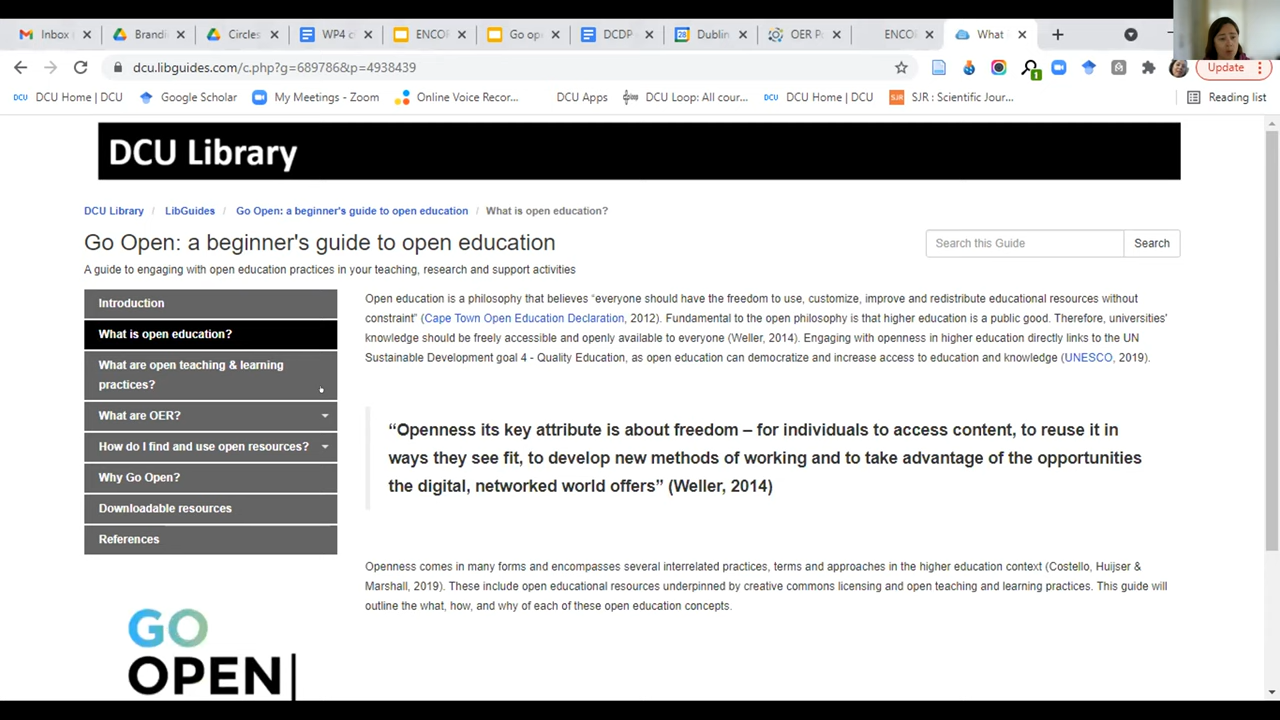 Inbox
Brandi
Circles
WP4 c
ENCOR
Go op
DCDP
Dublin
OER P
ENCOR
What
dcu.libguides.com/c.php?g=689786&p=4938439
1
Update
DCU DCU Home | DCU
Google Scholar
My Meetings - Zoom
Online Voice Recor...
DCU Apps
DCU Loop: All cour...
DCU DCU Home | DCU
SJR SJR : Scientific Jour...
Reading list
DCU Library
DCU Library / LibGuides / Go Open: a beginner's guide to open education / What is open education?
Go Open: a beginner's guide to open education
Search this Guide
Search
A guide to engaging with open education practices in your teaching, research and support activities
Introduction
What is open education?
What are open teaching & learning
practices?
What are OER?
How do I find and use open resources?
Why Go Open?
Downloadable resources
References
GO
OPEN|
Open education is a philosophy that believes “everyone should have the freedom to use, customize, improve and redistribute educational resources without
constraint” (Cape Town Open Education Declaration, 2012). Fundamental to the open philosophy is that higher education is a public good. Therefore, universities'
knowledge should be freely accessible and openly available to everyone (Weller, 2014). Engaging with openness in higher education directly links to the UN
Sustainable Development goal 4 - Quality Education, as open education can democratize and increase access to education and knowledge (UNESCO, 2019).
“Openness its key attribute is about freedom – for individuals to access content, to reuse it in
ways they see fit, to develop new methods of working and to take advantage of the opportunities
the digital, networked world offers” (Weller, 2014)
Openness comes in many forms and encompasses several interrelated practices, terms and approaches in the higher education context (Costello, Huijser &
Marshall, 2019). These include open educational resources underpinned by creative commons licensing and open teaching and learning practices. This guide will
outline the what, how, and why of each of these open education concepts.